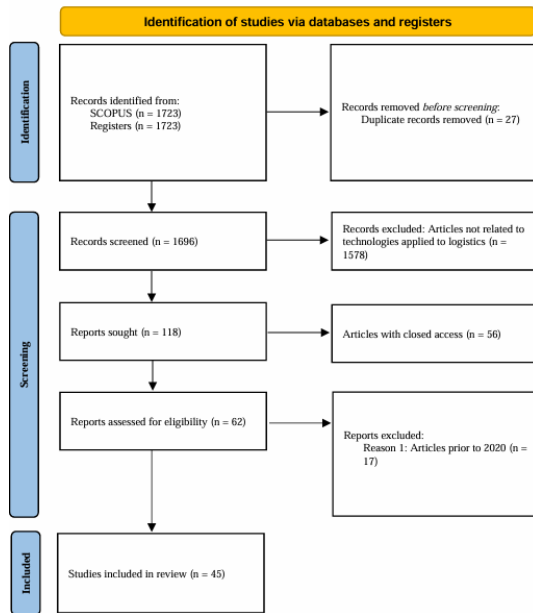 Identification of studies via databases and registers
Identification
Records identified from:
SCOPUS (n = 1723)
Registers (n = 1723)
Records removed before screening:
Duplicate records removed (n = 27)
Screening
Records screened (n = 1696)
Records excluded: Articles not related to
technologies applied to logistics (n =
1578)
Reports sought (n = 118)
Articles with closed access (n = 56)
Reports assessed for eligibility (n = 62)
Reports excluded:
Reason 1: Articles prior to 2020 (n =
17)
Included
Studies included in review (n = 45)